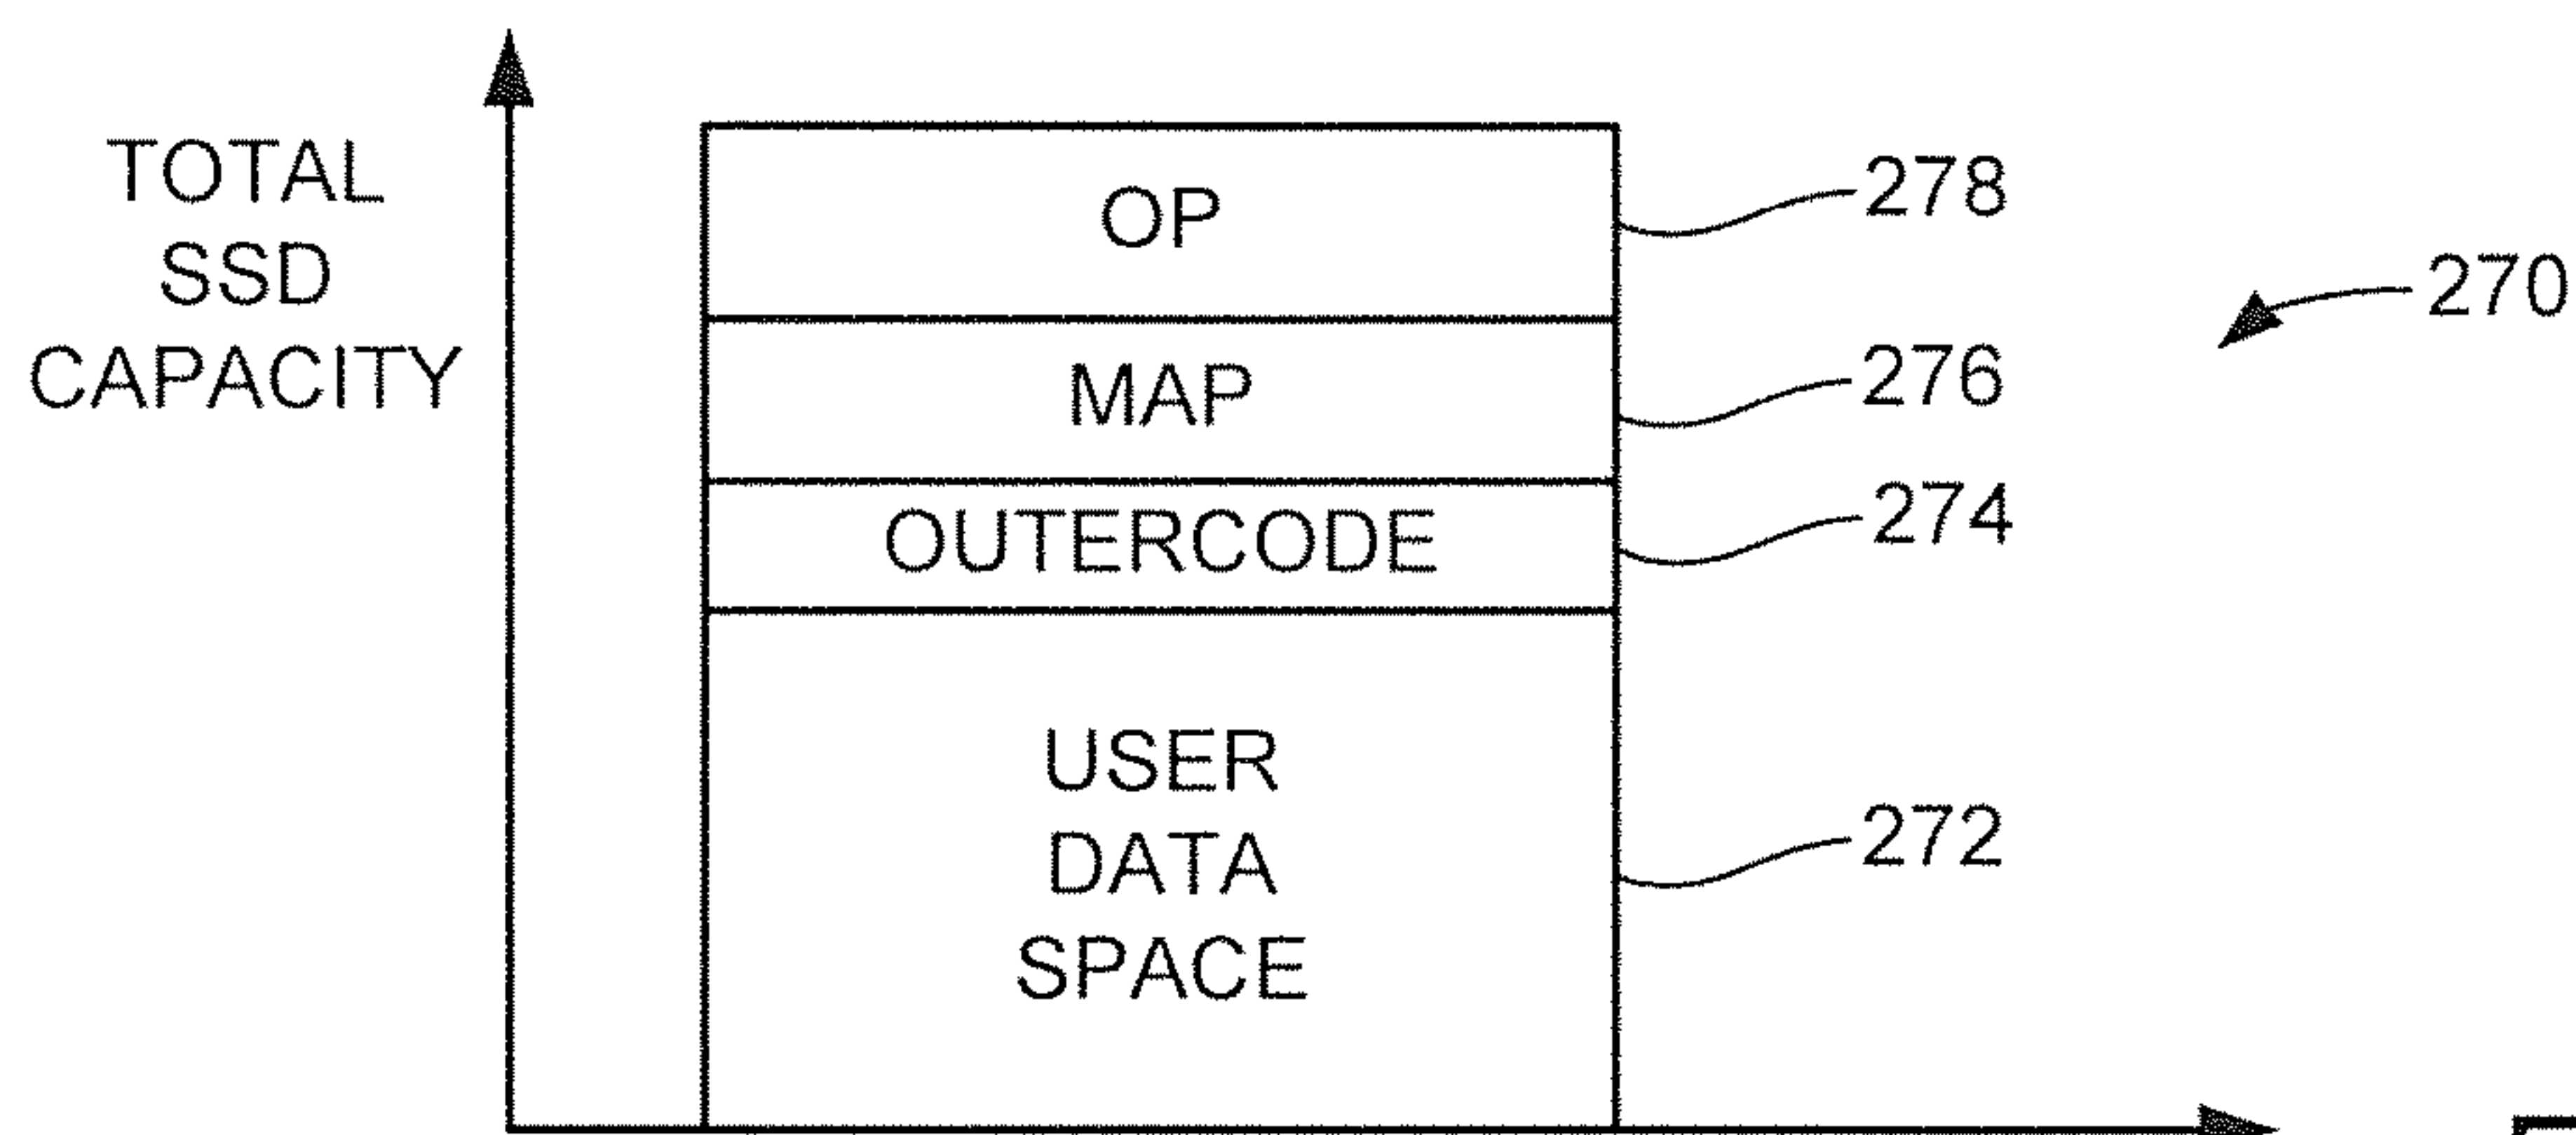 TOTAL
SSD
CAPACITY
OP
278
270
MAP
276
OUTERCODE
274
USER
DATA
SPACE
272